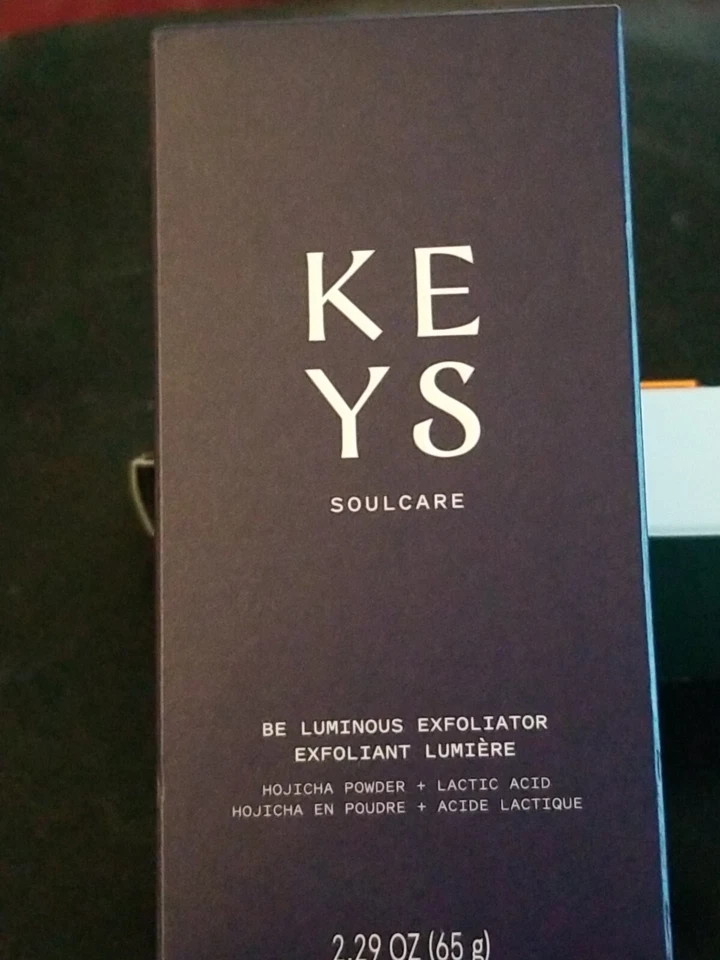 KE
YS
SOULCARE
BE LUMINOUS EXFOLIATOR
EXFOLIANT LUMIÈRE
HOJICHA POWDER + LACTIC ACID
HOJICHA EN POUDRE + ACIDE LACTIQUE
2.29 OZ (65 g)